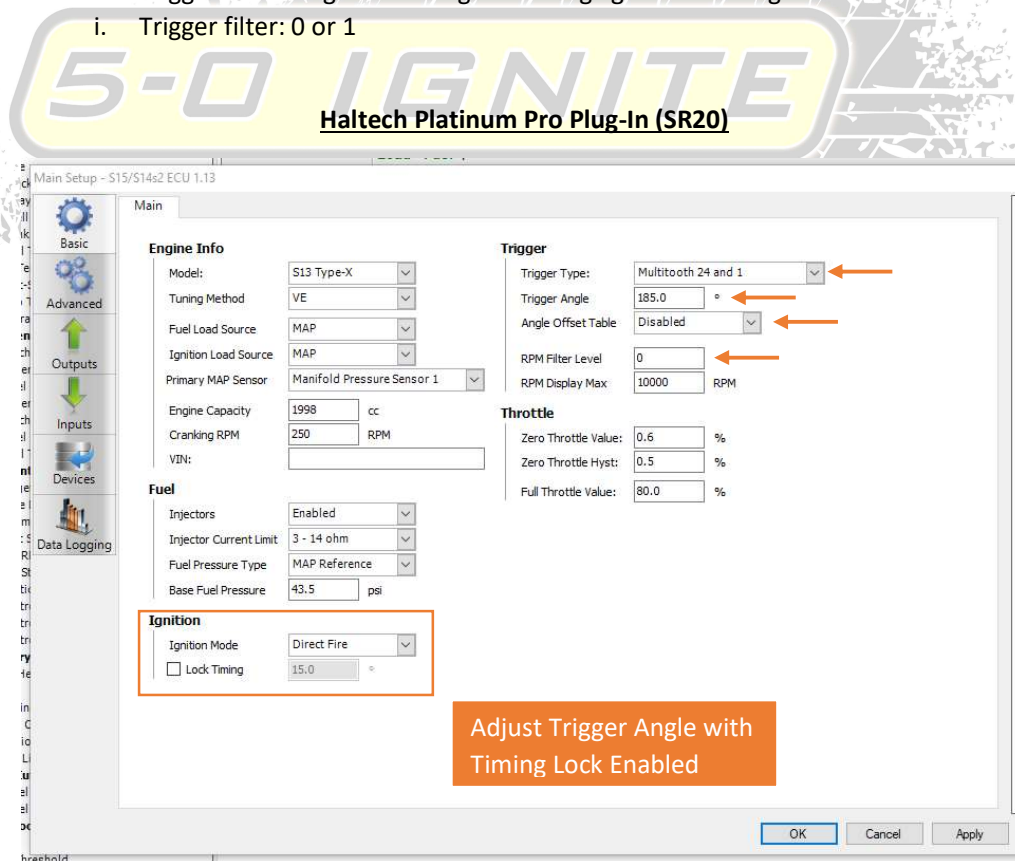 i. Trigger filter: 0 or 1
5-0 IGNITE
Haltech Platinum Pro Plug-In (SR20)
Main Setup - S15/S14s2 ECU 1.13
Main
Basic
Advanced
Outputs
Inputs
Devices
Data Logging
Engine Info
Model: S13 Type-X
Tuning Method VE
Fuel Load Source MAP
Ignition Load Source MAP
Primary MAP Sensor Manifold Pressure Sensor 1
Engine Capacity 1998 cc
Cranking RPM 250 RPM
VIN:
Fuel
Injectors Enabled
Injector Current Limit 3 - 14 ohm
Fuel Pressure Type MAP Reference
Base Fuel Pressure 43.5 psi
Ignition
Ignition Mode Direct Fire
Lock Timing 15.0 °
Trigger
Trigger Type: Multitooth 24 and 1
Trigger Angle 185.0 °
Angle Offset Table Disabled
RPM Filter Level 0
RPM Display Max 10000 RPM
Throttle
Zero Throttle Value: 0.6 %
Zero Throttle Hyst: 0.5 %
Full Throttle Value: 80.0 %
Adjust Trigger Angle with
Timing Lock Enabled
OK Cancel Apply